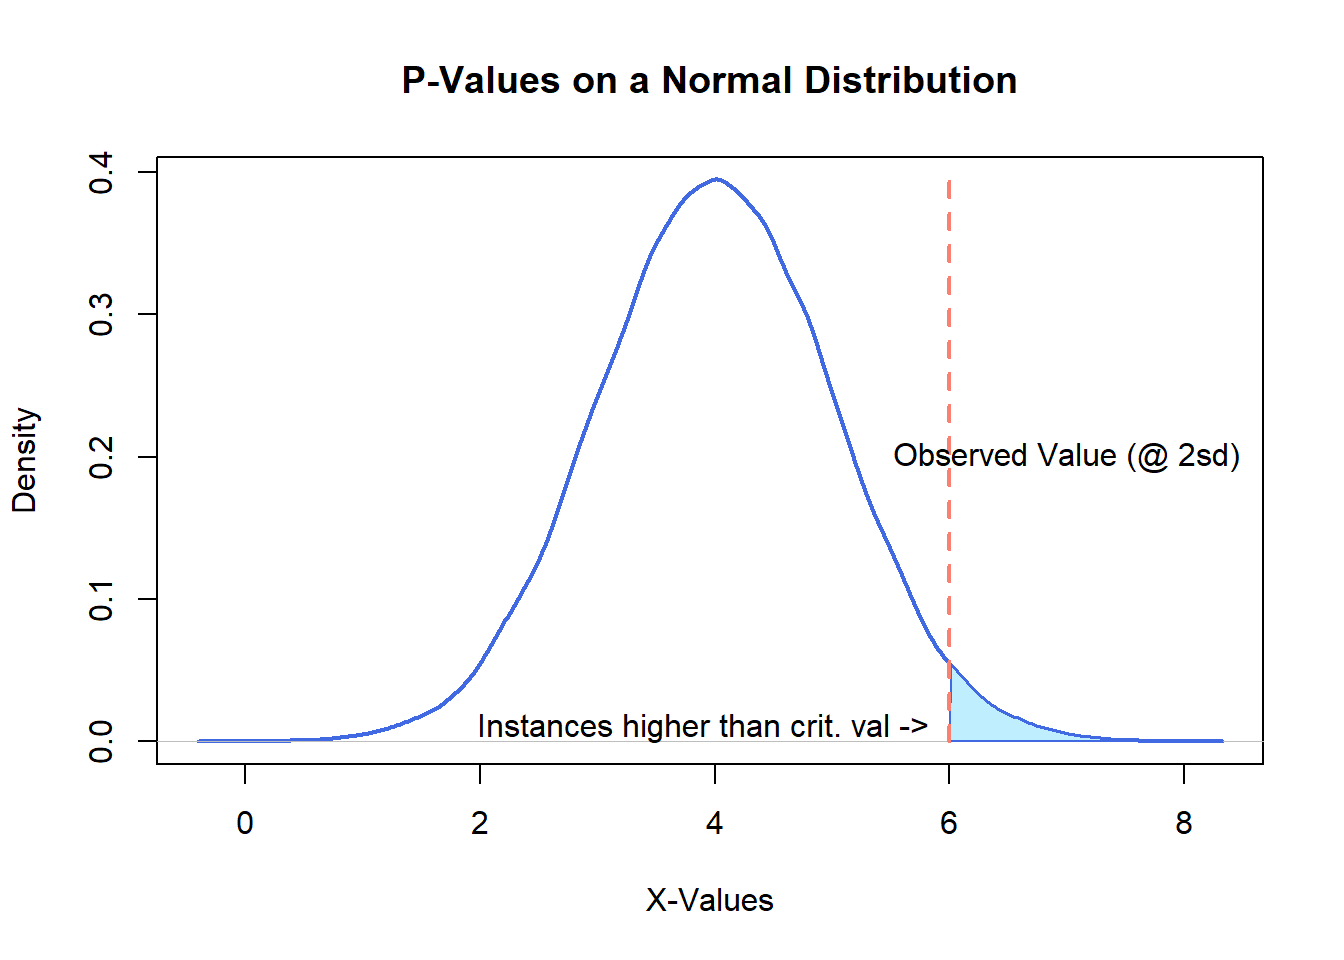 P-Values on a Normal Distribution
0.4
0.3
0.2
0.1
0.0
Density
Observed Value (@ 2sd)
Instances higher than crit. val ->
0 2 4 6 8
X-Values